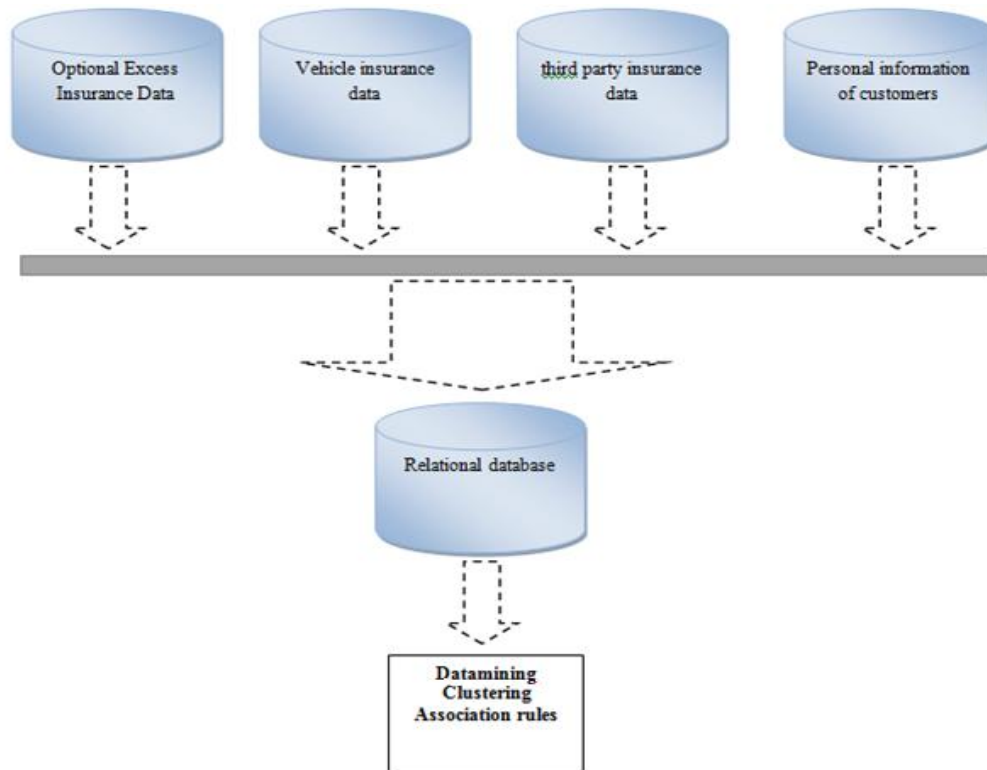 Optional Excess
Insurance Data
Vehicle insurance
data
third party insurance
data
Personal information
of customers
Relational database
Datamining
Clustering
Association rules